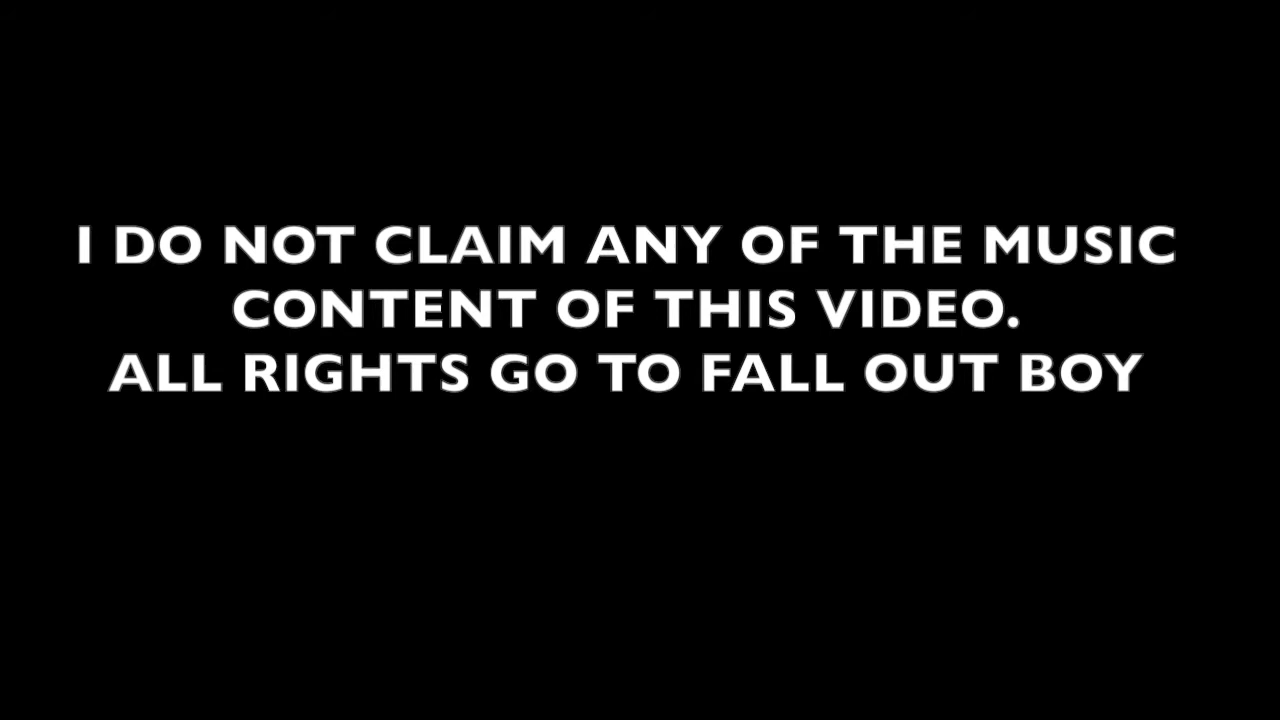 I DO NOT CLAIM ANY OF THE MUSIC
CONTENT OF THIS VIDEO.
ALL RIGHTS GO TO FALL OUT BOY